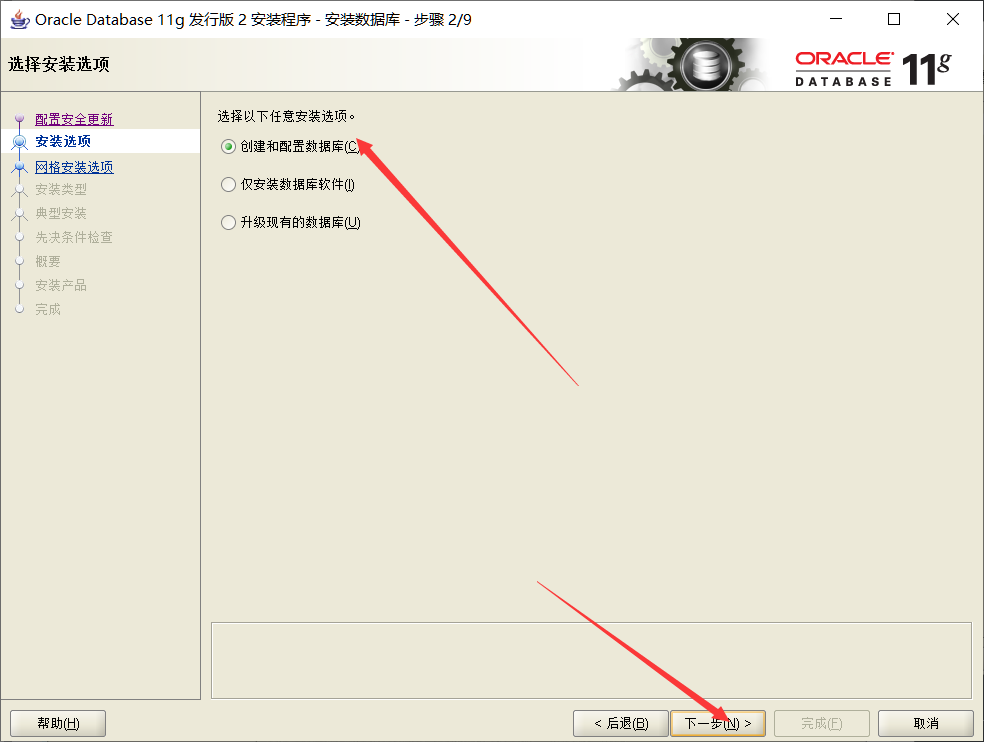 Oracle Database 11g 发行版 2 安装程序 - 安装数据库 - 步骤 2/9
选择安装选项
ORACLE
DATABASE
11g
配置安全更新
安装选项
网格安装选项
安装类型
典型安装
先决条件检查
概要
安装产品
完成
选择以下任意安装选项。
创建和配置数据库(C)
仅安装数据库软件(I)
升级现有的数据库(U)
帮助(H)
< 后退(B)
下一步(N) >
完成(F)
取消